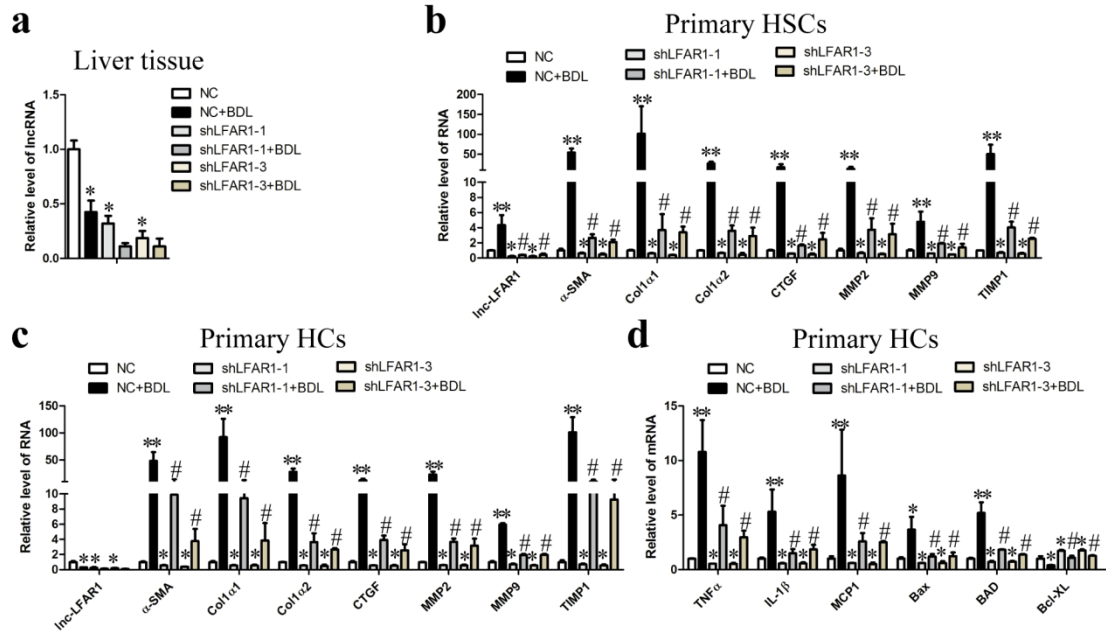 a
Liver tissue
NC
NC+BDL
shLFAR1-1
shLFAR1-1+BDL
shLFAR1-3
shLFAR1-3+BDL
Relative level of lncRNA
1.5
1.0
0.5
0.0
*
*
*
b
Primary HSCs
NC shLFAR1-1 shLFAR1-3
NC+BDL shLFAR1-1+BDL shLFAR1-3+BDL
Relative level of RNA
200
150
100
50
10
8
6
4
2
0
** * # * #
** * # * #
** * # * #
** * # * #
** * # * #
** * # * #
** * # * #
** * # * #
lnc-LFAR1 α-SMA Col1α1 Col1α2 CTGF MMP2 MMP9 TIMP1
c
Primary HCs
NC shLFAR1-1 shLFAR1-3
NC+BDL shLFAR1-1+BDL shLFAR1-3+BDL
Relative level of RNA
150
100
50
10
8
6
4
2
0
* * * *
** * # * #
** * # * #
** * # * #
** * # * #
** * # * #
** * # * #
** * # * #
lnc-LFAR1 α-SMA Col1α1 Col1α2 CTGF MMP2 MMP9 TIMP1
d
Primary HCs
NC shLFAR1-1 shLFAR1-3
NC+BDL shLFAR1-1+BDL shLFAR1-3+BDL
Relative level of mRNA
15
10
5
0
** * # * #
** * # * #
** * # * #
* * # * #
** * # * #
* * # * #
TNFα IL-1β MCP1 Bax BAD Bcl-XL